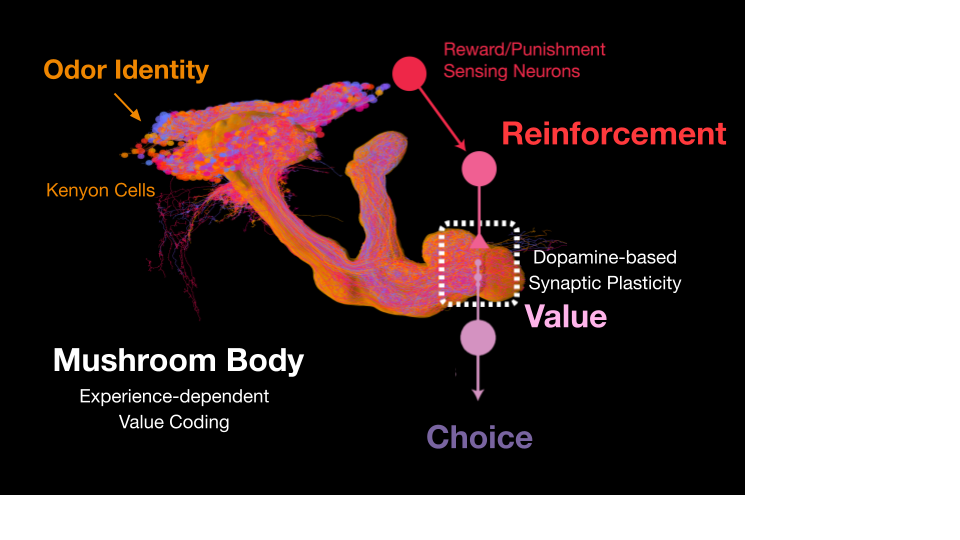 Reward/Punishment
Sensing Neurons
Odor Identity
Reinforcement
Kenyon Cells
Dopamine-based
Synaptic Plasticity
Value
Mushroom Body
Experience-dependent
Value Coding
Choice